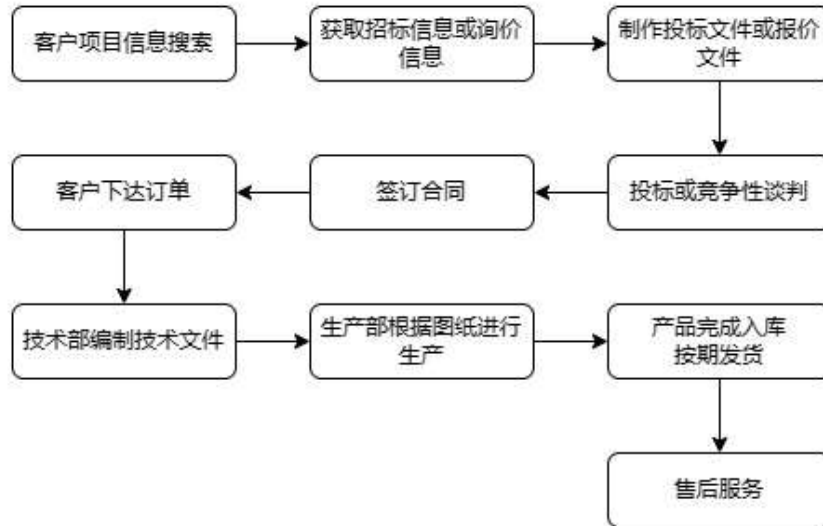 客户项目信息搜索
获取招标信息或询价
信息
制作投标文件或报价
文件
投标或竞争性谈判
签订合同
客户下达订单
技术部编制技术文件
生产部根据图纸进行
生产
产品完成入库
按期发货
售后服务